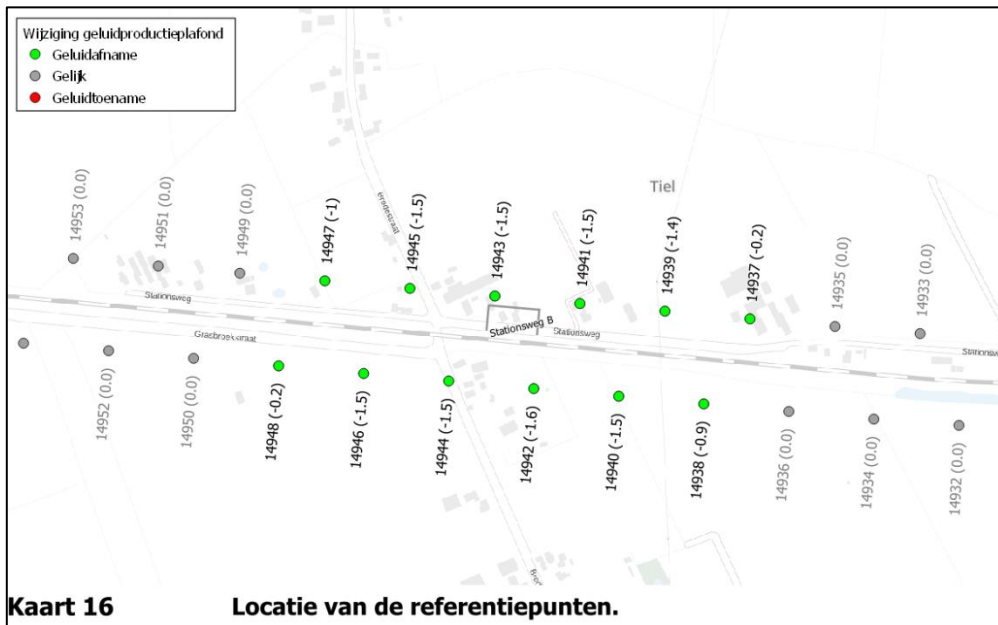 Wijziging geluidproductieplafond
Geluidafname
Gelijk
Geluidtoename
Tiel
14953 (0.0)
14951 (0.0)
14949 (0.0)
14947 (-1)
14945 (-1.5)
14943 (-1.5)
14941 (-1.5)
14939 (-1.4)
14937 (-0.2)
14935 (0.0)
14933 (0.0)
Stationsweg
Grasbroekstraat
Stationsweg B
Stationsweg
14952 (0.0)
14950 (0.0)
14948 (-0.2)
14946 (-1.5)
14944 (-1.5)
14942 (-1.6)
14940 (-1.5)
14938 (-0.9)
14936 (0.0)
14934 (0.0)
14932 (0.0)
Kaart 16 Locatie van de referentiepunten.